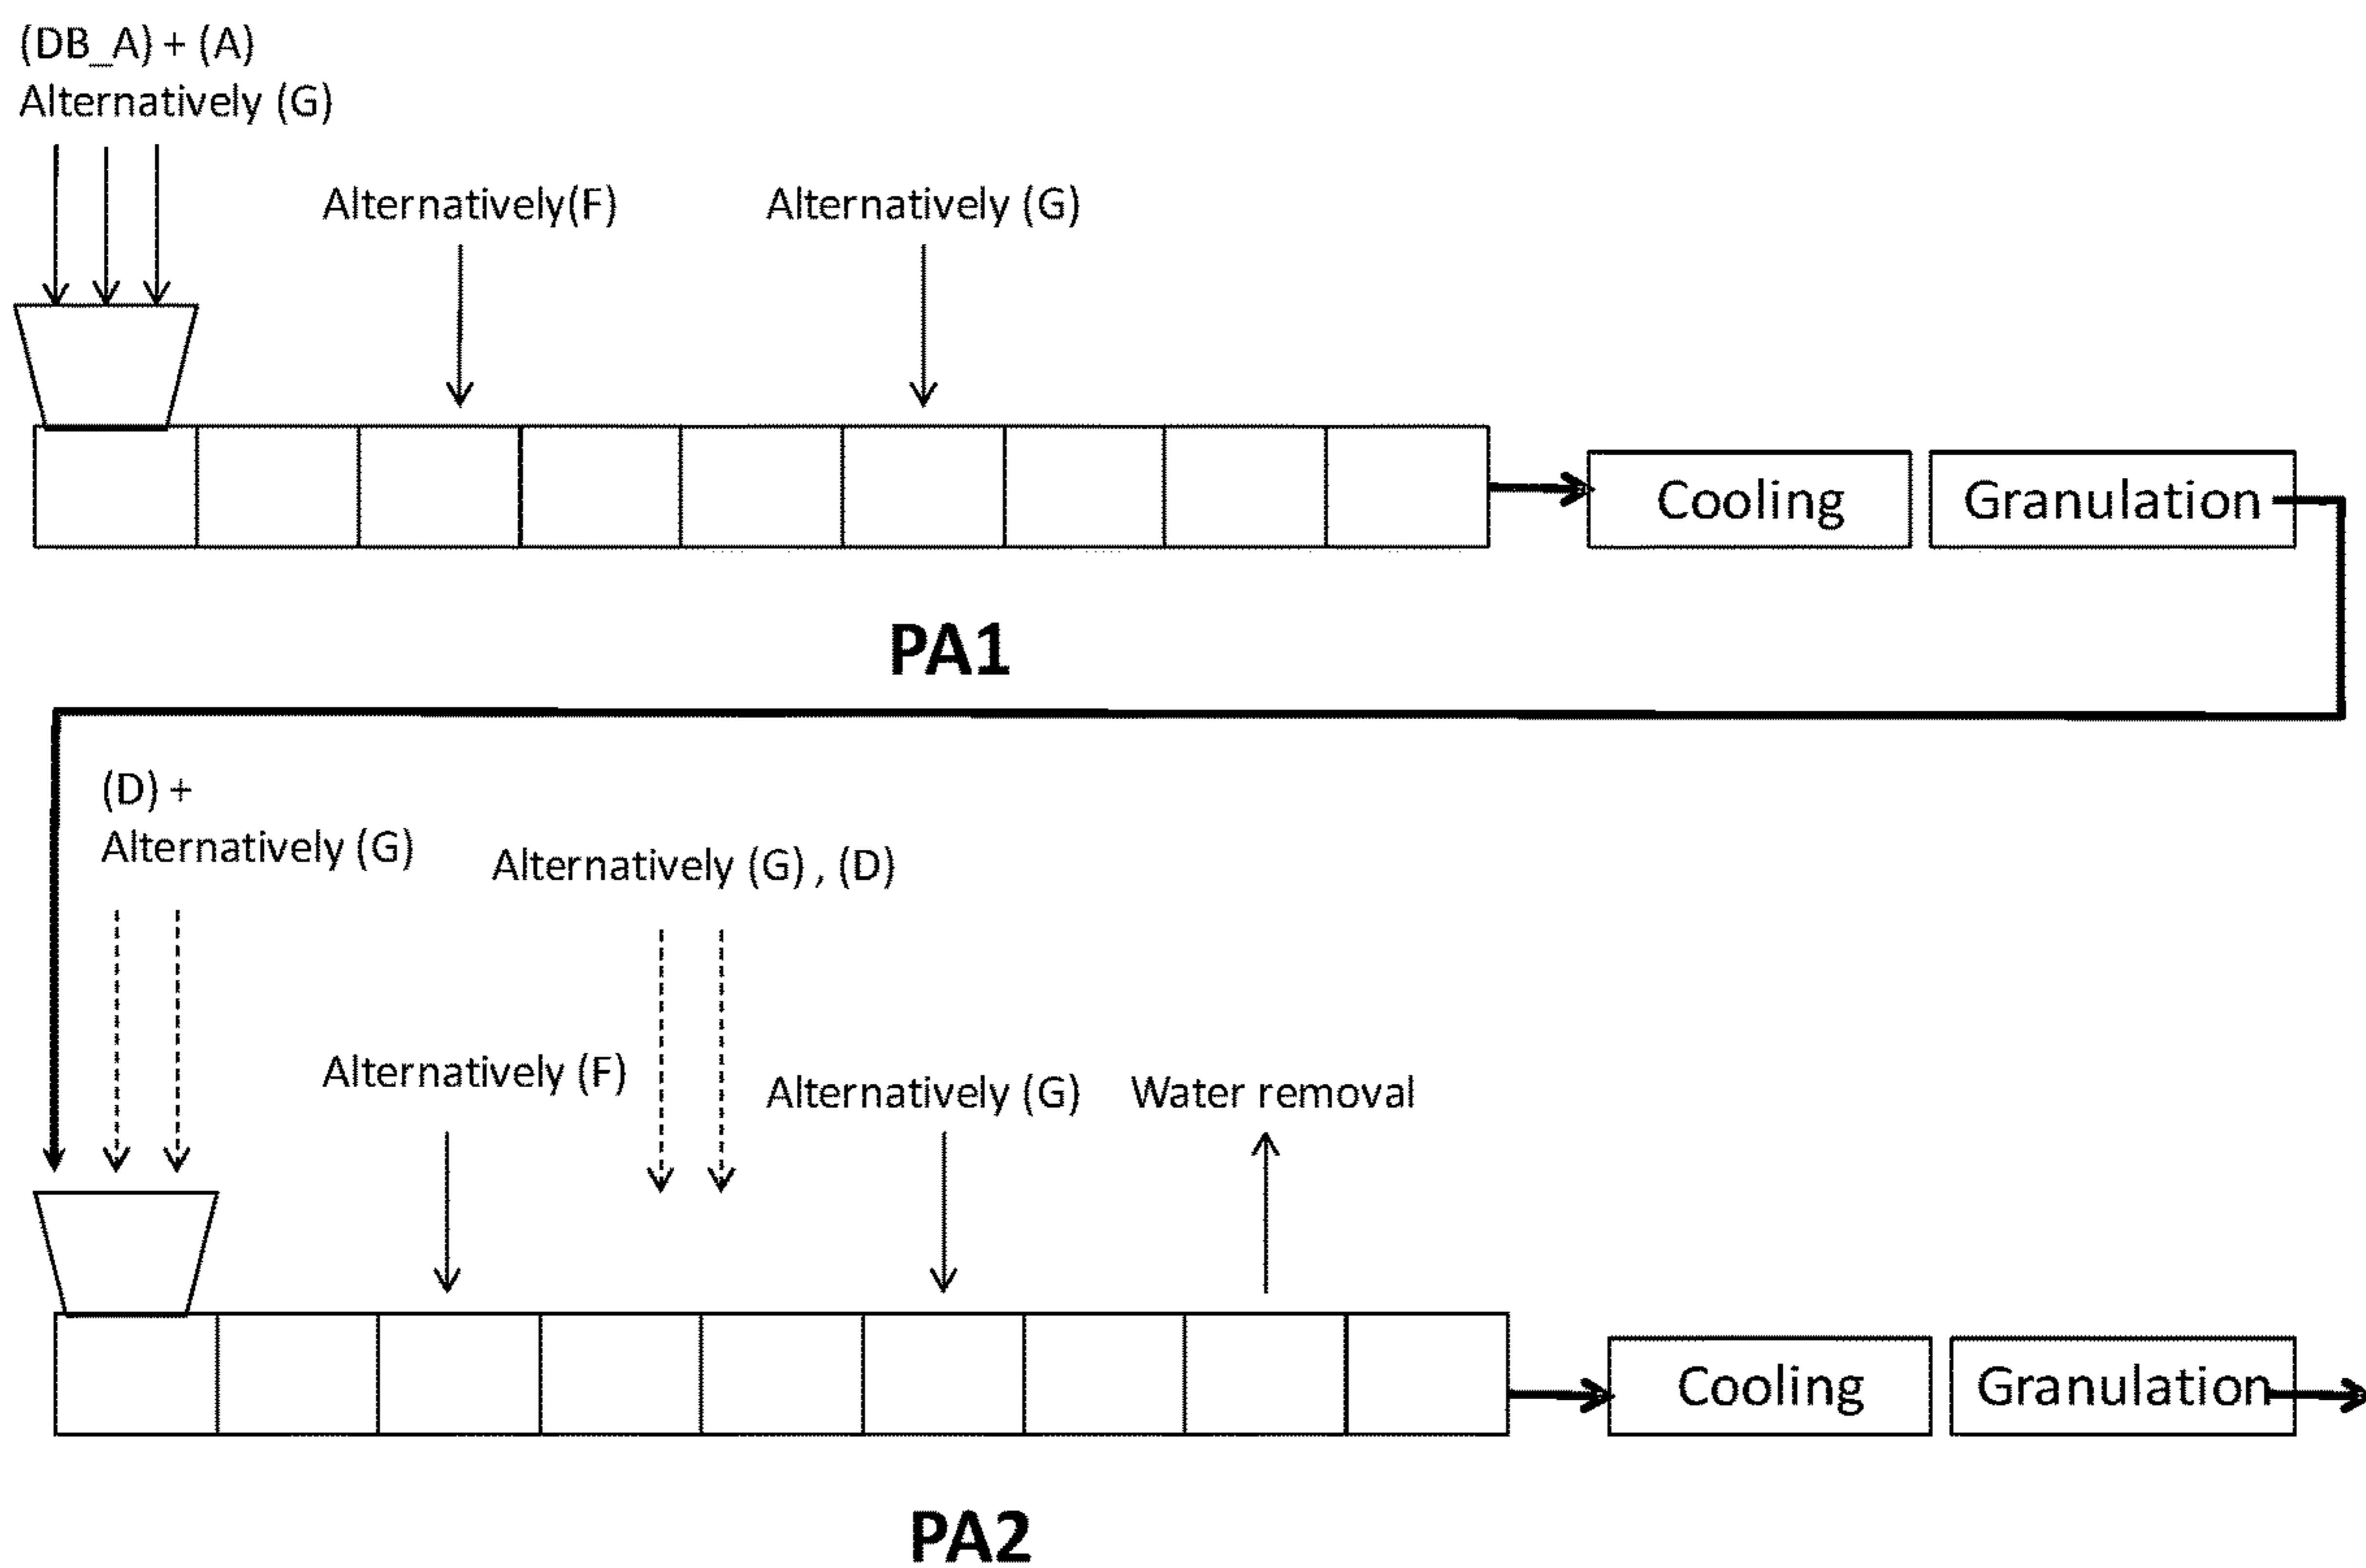 (DB_A) + (A)
Alternatively (G)
Alternatively(F)
Alternatively (G)
Cooling
Granulation
PA1
(D) +
Alternatively (G)
Alternatively (G) , (D)
Alternatively (F)
Alternatively (G)
Water removal
Cooling
Granulation
PA2